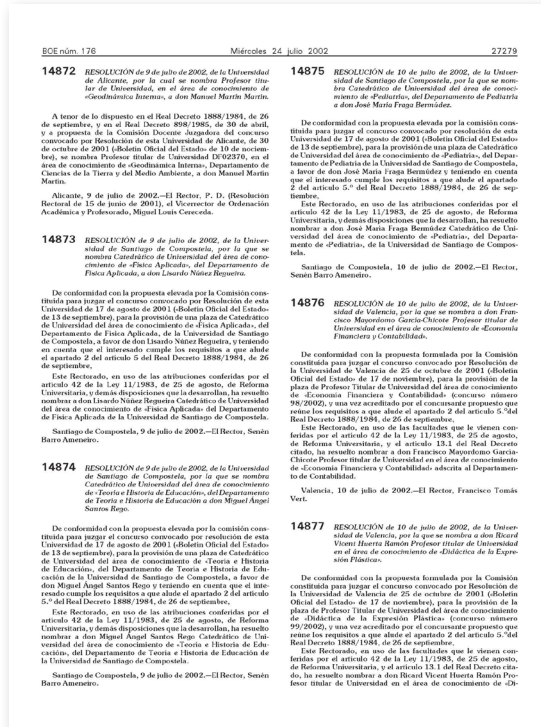 BOE núm. 176
Miércoles 24 julio 2002
27279
14872 RESOLUCIÓN de 9 de julio de 2002, de la Universidad
de Alicante, por la cual se nombra Profesor titu-
lar de Universidad, en el área de conocimiento de
«Geodinámica Interna», a don Manuel Martín Martín.
A tenor de lo dispuesto en el Real Decreto 1888/1984, de 26
de septiembre, y en el Real Decreto 898/1985, de 30 de abril,
y a propuesta de la Comisión Docente Juzgadora del concurso
convocado por Resolución de esta Universidad de Alicante, de 30
de octubre de 2001 («Boletín Oficial del Estado» de 10 de noviem-
bre), se nombra Profesor titular de Universidad DF02370, en el
área de conocimiento de «Geodinámica Interna», Departamento de
Ciencias de la Tierra y del Medio Ambiente, a don Manuel Martín
Martín.
Alicante, 9 de julio de 2002.—El Rector, P. D. (Resolución
Rectoral de 15 de junio de 2001), el Vicerrector de Ordenación
Académica y Profesorado, Miguel Louis Cereceda.
14873 RESOLUCIÓN de 9 de julio de 2002, de la Univer-
sidad de Santiago de Compostela, por la que se
nombra Catedrático de Universidad del área de cono-
cimiento de «Física Aplicada», del Departamento de
Física Aplicada, a don Lisardo Núñez Regueira.
De conformidad con la propuesta elevada por la Comisión cons-
tituida para juzgar el concurso convocado por Resolución de esta
Universidad de 17 de agosto de 2001 («Boletín Oficial del Estado»
de 13 de septiembre), para la provisión de una plaza de Catedrático
de Universidad del área de conocimiento de «Física Aplicada», del
Departamento de Física Aplicada, de la Universidad de Santiago
de Compostela, a favor de don Lisardo Núñez Regueira, y teniendo
en cuenta que el interesado cumple los requisitos a que alude
el apartado 2 del artículo 5 del Real Decreto 1888/1984, de 26
de septiembre,
Este Rectorado, en uso de las atribuciones conferidas por el
artículo 42 de la Ley 11/1983, de 25 de agosto, de Reforma
Universitaria, y demás disposiciones que la desarrollan, ha resuelto
nombrar a don Lisardo Núñez Regueira Catedrático de Universidad
del área de conocimiento de «Física Aplicada» del Departamento
de Física Aplicada de la Universidad de Santiago de Compostela.
Santiago de Compostela, 9 de julio de 2002.—El Rector, Senén
Barro Ameneiro.
14874 RESOLUCIÓN de 9 de julio de 2002, de la Universidad
de Santiago de Compostela, por la que se nombra
Catedrático de Universidad del área de conocimiento
de «Teoría e Historia de Educación», del Departamento
de Teoría e Historia de Educación a don Miguel Ángel
Santos Rego.
De conformidad con la propuesta elevada por la comisión cons-
tituida para juzgar el concurso convocado por resolución de esta
Universidad de 17 de agosto de 2001 («Boletín Oficial del Estado»
de 13 de septiembre), para la provisión de una plaza de Catedrático
de Universidad del área de conocimiento de «Teoría e Historia
de Educación», del Departamento de Teoría e Historia de Edu-
cación de la Universidad de Santiago de Compostela, a favor de
don Miguel Ángel Santos Rego y teniendo en cuenta que el inte-
resado cumple los requisitos a que alude el apartado 2 del artículo
5.º del Real Decreto 1888/1984, de 26 de septiembre,
Este Rectorado, en uso de las atribuciones conferidas por el
artículo 42 de la Ley 11/1983, de 25 de agosto, de Reforma
Universitaria, y demás disposiciones que la desarrollan, ha resuelto
nombrar a don Miguel Ángel Santos Rego Catedrático de Uni-
versidad del área de conocimiento de «Teoría e Historia de Edu-
cación», del Departamento de Teoría e Historia de Educación de
la Universidad de Santiago de Compostela.
Santiago de Compostela, 9 de julio de 2002.—El Rector, Senén
Barro Ameneiro.
14875 RESOLUCIÓN de 10 de julio de 2002, de la Univer-
sidad de Santiago de Compostela, por la que se nom-
bra Catedrático de Universidad del área de conoci-
miento de «Pediatría», del Departamento de Pediatría
a don José María Fraga Bermúdez.
De conformidad con la propuesta elevada por la comisión cons-
tituida para juzgar el concurso convocado por resolución de esta
Universidad de 17 de agosto de 2001 («Boletín Oficial del Estado»
de 13 de septiembre), para la provisión de una plaza de Catedrático
de Universidad del área de conocimiento de «Pediatría», del Depar-
tamento de Pediatría de la Universidad de Santiago de Compostela,
a favor de don José María Fraga Bermúdez y teniendo en cuenta
que el interesado cumple los requisitos a que alude el apartado
2 del artículo 5.º del Real Decreto 1888/1984, de 26 de sep-
tiembre,
Este Rectorado, en uso de las atribuciones conferidas por el
artículo 42 de la Ley 11/1983, de 25 de agosto, de Reforma
Universitaria, y demás disposiciones que la desarrollan, ha resuelto
nombrar a don José María Fraga Bermúdez Catedrático de Uni-
versidad del área de conocimiento de «Pediatría», del Departa-
mento de «Pediatría», de la Universidad de Santiago de Compos-
tela.
Santiago de Compostela, 10 de julio de 2002.—El Rector,
Senén Barro Ameneiro.
14876 RESOLUCIÓN de 10 de julio de 2002, de la Univer-
sidad de Valencia, por la que se nombra a don Fran-
cisco Mayordomo García-Chicote Profesor titular de
Universidad en el área de conocimiento de «Economía
Financiera y Contabilidad».
De conformidad con la propuesta formulada por la Comisión
constituida para juzgar el concurso convocado por Resolución de
la Universidad de Valencia de 25 de octubre de 2001 («Boletín
Oficial del Estado» de 17 de noviembre), para la provisión de la
plaza de Profesor Titular de Universidad del área de conocimiento
de «Economía Financiera y Contabilidad» (concurso número
98/2002), y una vez acreditado por el concursante propuesto que
reúne los requisitos a que alude el apartado 2 del artículo 5.ºdel
Real Decreto 1888/1984, de 26 de septiembre,
Este Rectorado, en uso de las facultades que le vienen con-
feridas por el artículo 42 de la Ley 11/1983, de 25 de agosto,
de Reforma Universitaria, y el artículo 13.1 del Real Decreto
citado, ha resuelto nombrar a don Francisco Mayordomo García-
Chicote Profesor titular de Universidad en el área de conocimiento
de «Economía Financiera y Contabilidad» adscrita al Departamen-
to de Contabilidad.
Valencia, 10 de julio de 2002.—El Rector, Francisco Tomás
Vert.
14877 RESOLUCIÓN de 10 de julio de 2002, de la Univer-
sidad de Valencia, por la que se nombra a don Ricard
Vicent Huerta Ramón Profesor titular de Universidad
en el área de conocimiento de «Didáctica de la Expre-
sión Plástica».
De conformidad con la propuesta formulada por la Comisión
constituida para juzgar el concurso convocado por Resolución de
la Universidad de Valencia de 25 de octubre de 2001 («Boletín
Oficial del Estado» de 17 de noviembre), para la provisión de la
plaza de Profesor Titular de Universidad del área de conocimiento
de «Didáctica de la Expresión Plástica» (concurso número
99/2002), y una vez acreditado por el concursante propuesto que
reúne los requisitos a que alude el apartado 2 del artículo 5.ºdel
Real Decreto 1888/1984, de 26 de septiembre,
Este Rectorado, en uso de las facultades que le vienen con-
feridas por el artículo 42 de la Ley 11/1983, de 25 de agosto,
de Reforma Universitaria, y el artículo 13.1 del Real Decreto cita-
do, ha resuelto nombrar a don Ricard Vicent Huerta Ramón Pro-
fesor titular de Universidad en el área de conocimiento de «Di-